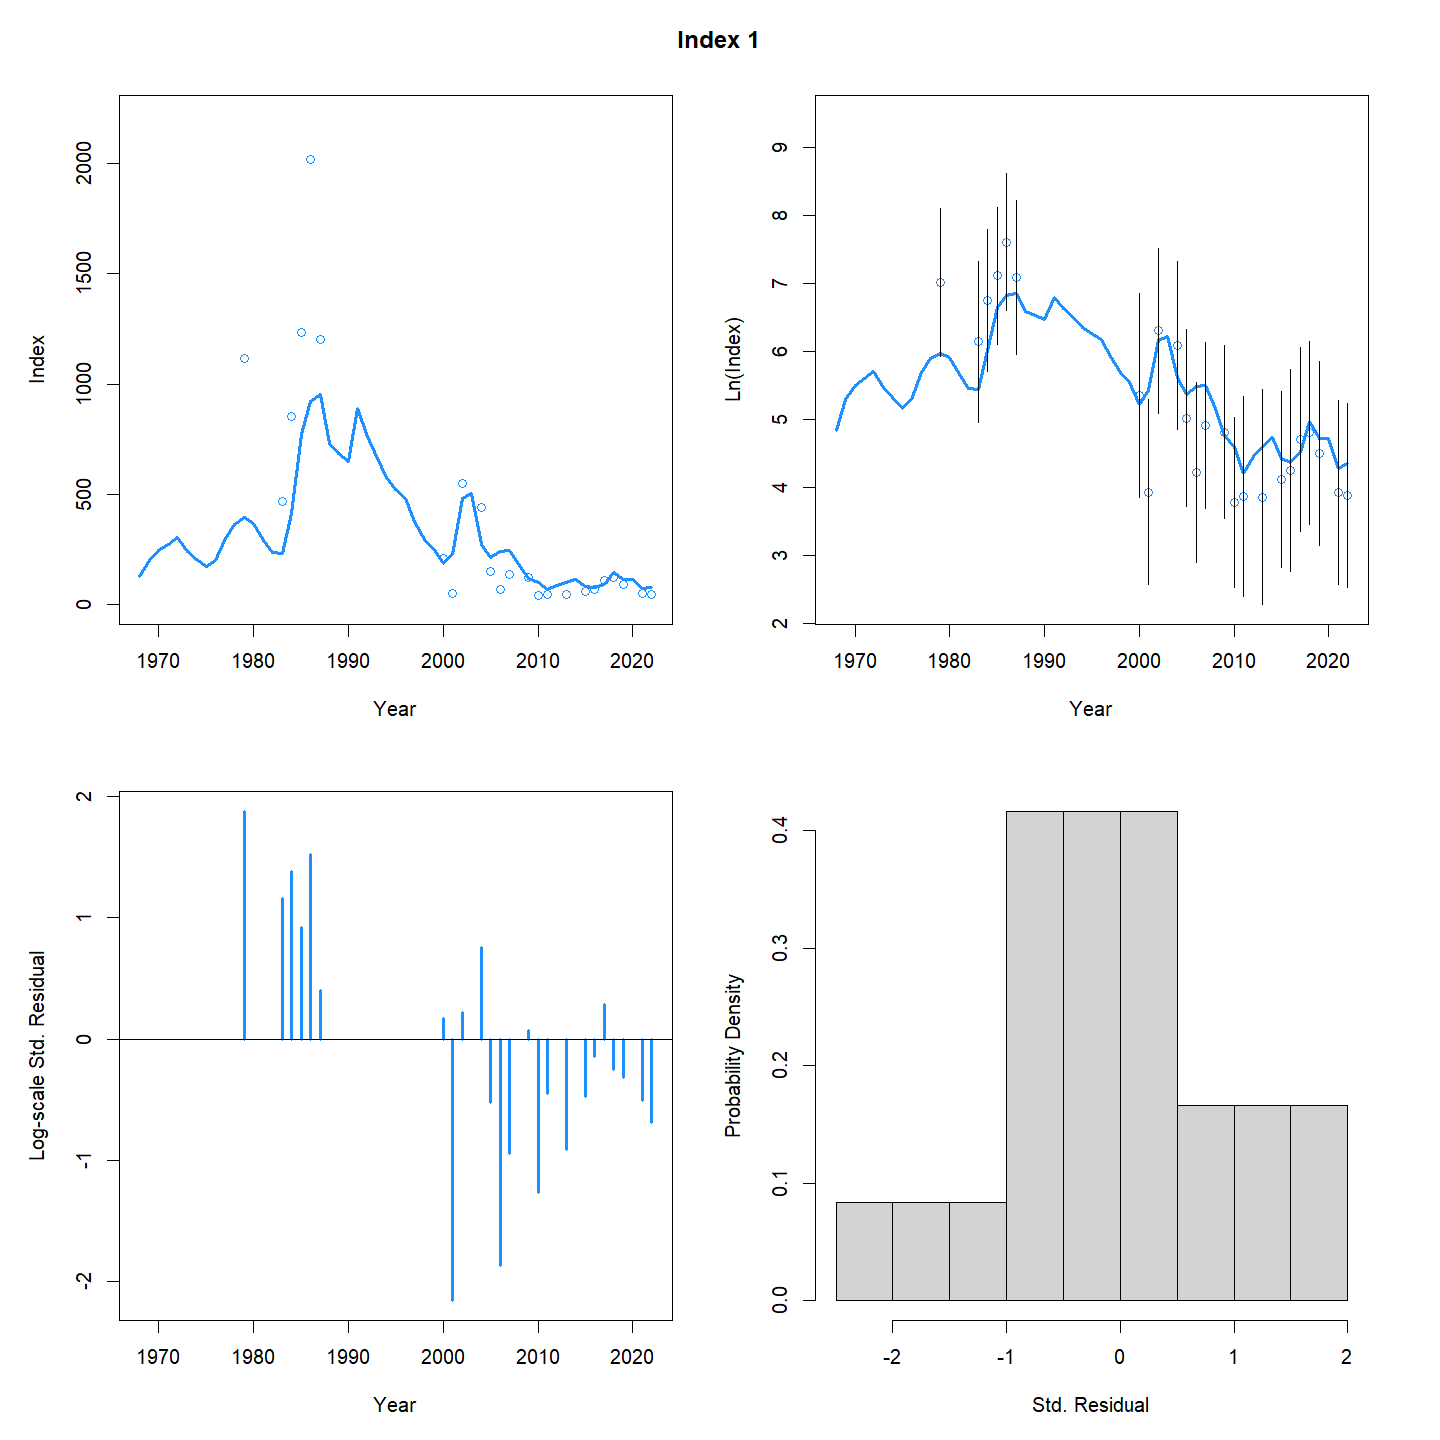 Index 1
Index
2000
1500
1000
500
0
1970 1980 1990 2000 2010 2020
Year
Ln(Index)
9
8
7
6
5
4
3
2
1970 1980 1990 2000 2010 2020
Year
Log-scale Std. Residual
2
1
0
-1
-2
1970 1980 1990 2000 2010 2020
Year
Probability Density
0.4
0.3
0.2
0.1
0.0
-2 -1 0 1 2
Std. Residual